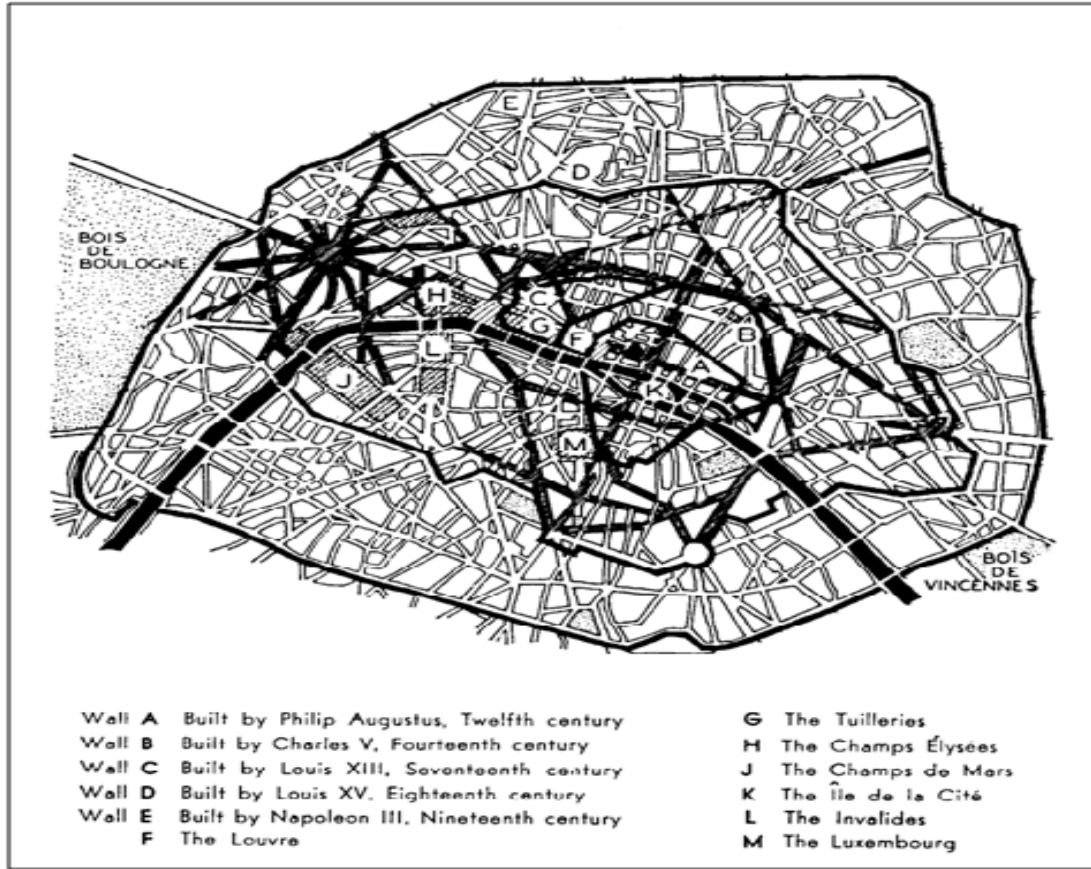 E
D
BOIS
DE
BOULOGNE
H
C
G
F
B
L
A
J
K
M
BOIS
DE
VINCENNES
Wall A Built by Philip Augustus, Twelfth century
Wall B Built by Charles V, Fourteenth century
Wall C Built by Louis XIII, Seventeenth century
Wall D Built by Louis XV, Eighteenth century
Wall E Built by Napoleon III, Nineteenth century
F The Louvre
G The Tuilleries
H The Champs Élysées
J The Champs de Mars
K The Île de la Cité
L The Invalides
M The Luxembourg